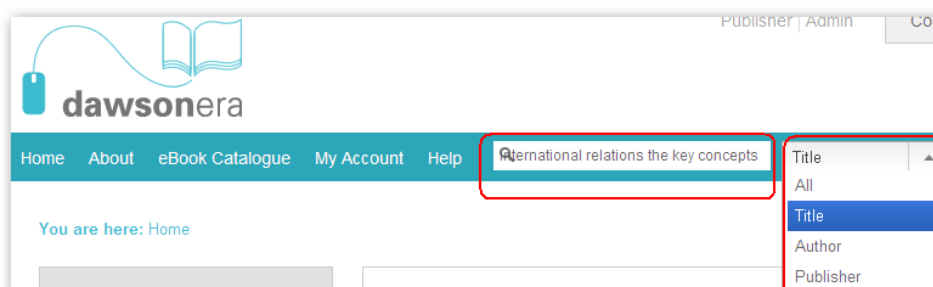 Publisher | Admin
dawsonera
Home About eBook Catalogue My Account Help
International relations the key concepts
Title
All
Title
Author
Publisher
You are here: Home